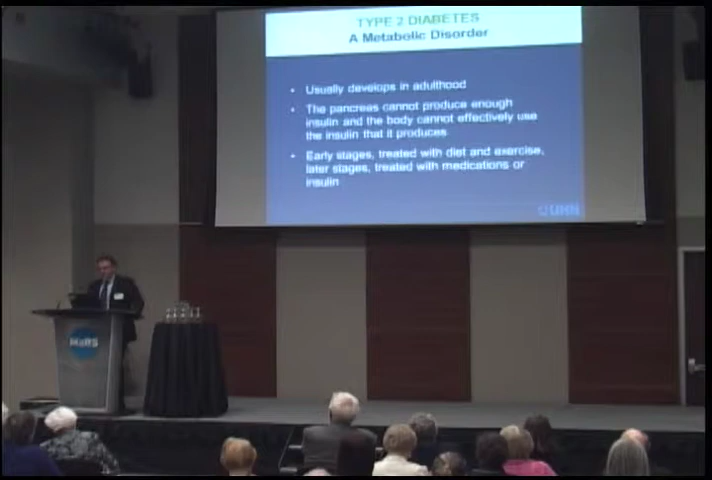 TYPE 2 DIABETES
A Metabolic Disorder
• Usually develops in adulthood
• The pancreas cannot produce enough
insulin and the body cannot effectively use
the insulin that it produces
• Early stages, treated with diet and exercise,
later stages, treated with medications or
insulin
UHN
MaRS